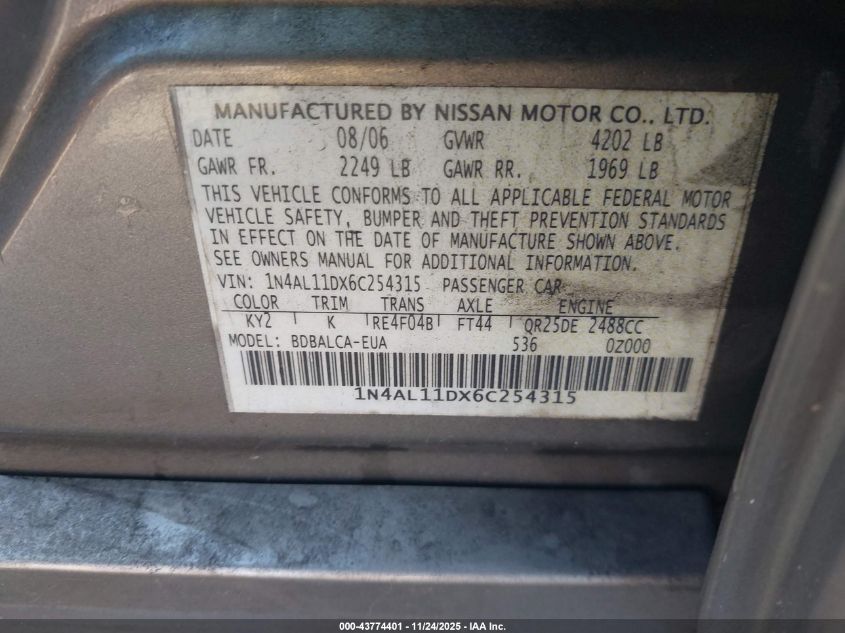 MANUFACTURED BY NISSAN MOTOR CO., LTD.
DATE 08/06 GVWR 4202 LB
GAWR FR. 2249 LB GAWR RR. 1969 LB
THIS VEHICLE CONFORMS TO ALL APPLICABLE FEDERAL MOTOR
VEHICLE SAFETY, BUMPER AND THEFT PREVENTION STANDARDS
IN EFFECT ON THE DATE OF MANUFACTURE SHOWN ABOVE.
SEE OWNERS MANUAL FOR ADDITIONAL INFORMATION.
VIN: 1N4AL11DX6C254315 PASSENGER CAR
COLOR TRIM TRANS AXLE ENGINE
KY2 K RE4F04B FT44 QR25DE 2488CC
MODEL: BDBALCA-EUA 536 0Z000
1N4AL11DX6C254315
000-43774401 - 11/24/2025 - IAA Inc.